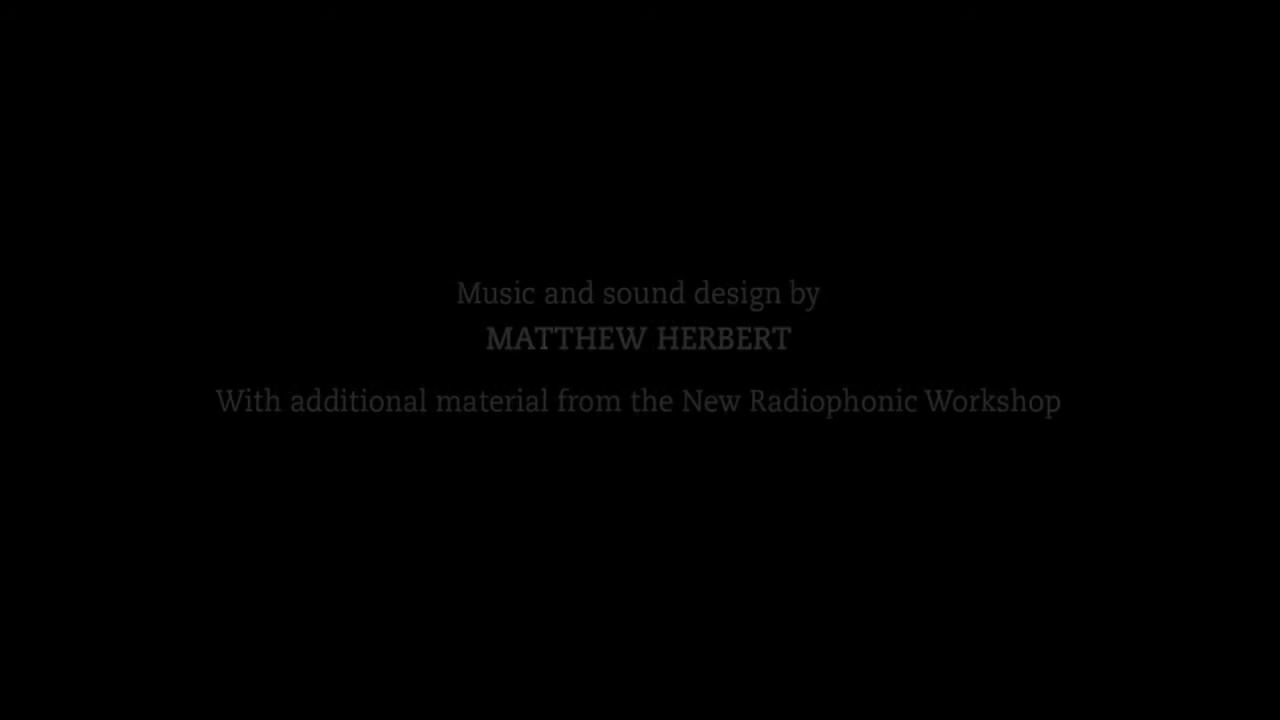 Music and sound design by
MATTHEW HERBERT
With additional material from the New Radiophonic Workshop